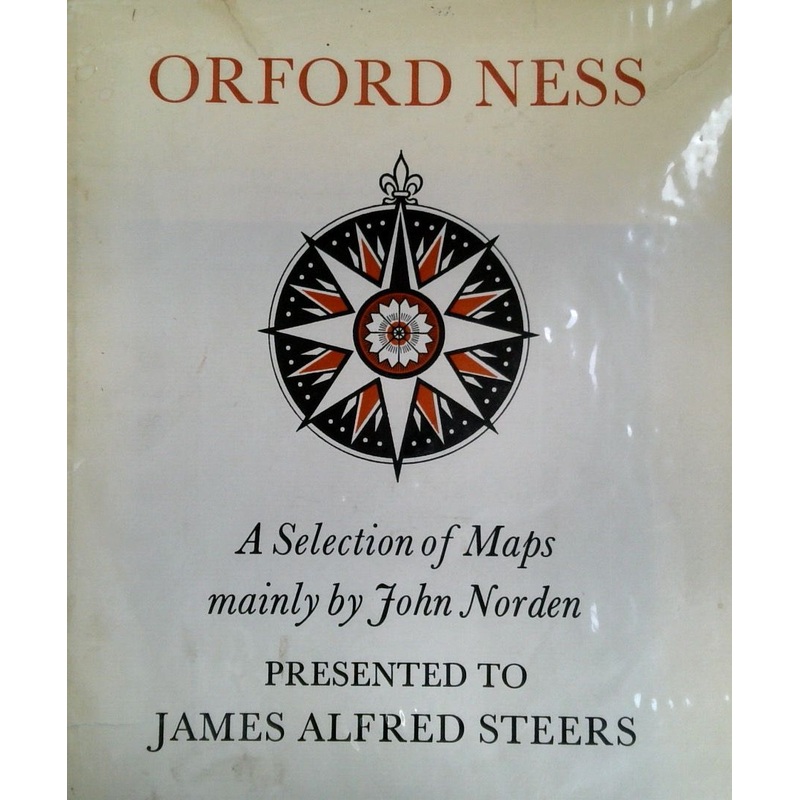 ORFORD NESS
A Selection of Maps
mainly by John Norden
PRESENTED TO
JAMES ALFRED STEERS